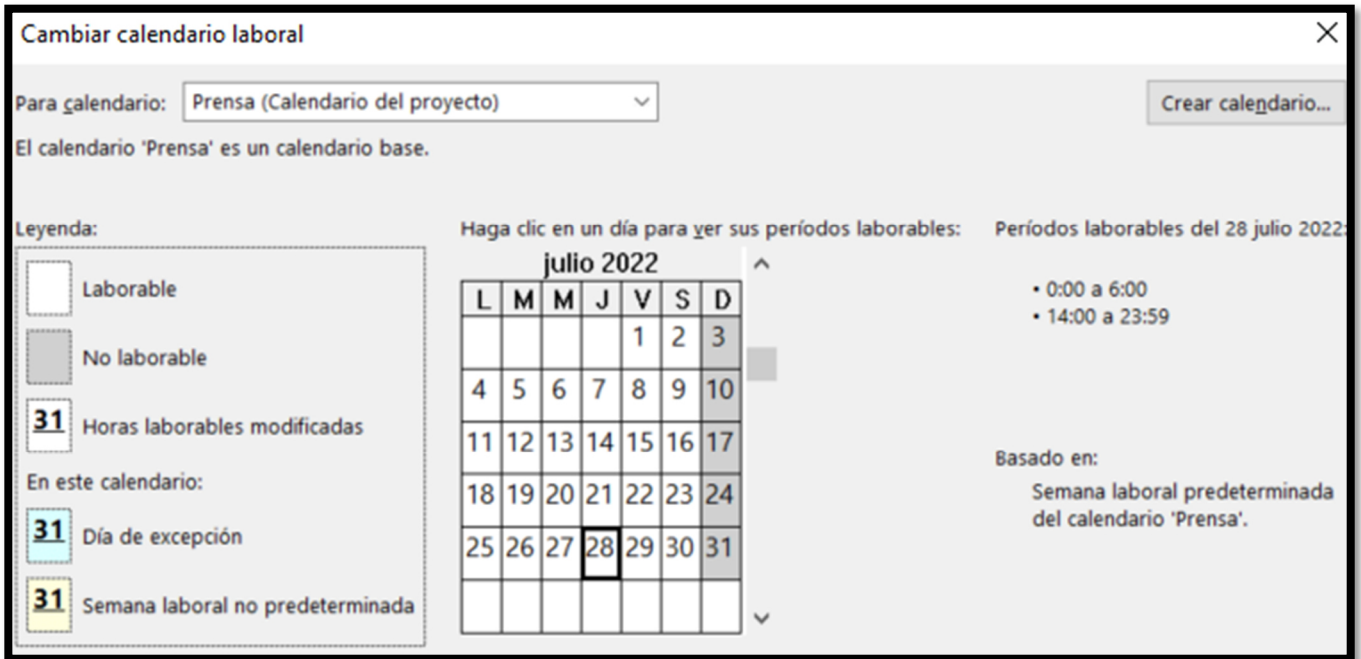 Cambiar calendario laboral
Para calendario: Prensa (Calendario del proyecto) Crear calendario...
El calendario 'Prensa' es un calendario base.
Leyenda:
Laborable
No laborable
31 Horas laborables modificadas
En este calendario:
31 Día de excepción
31 Semana laboral no predeterminada
Haga clic en un día para ver sus períodos laborables:
julio 2022
L M M J V S D
1 2 3
4 5 6 7 8 9 10
11 12 13 14 15 16 17
18 19 20 21 22 23 24
25 26 27 28 29 30 31
Períodos laborables del 28 julio 2022:
• 0:00 a 6:00
• 14:00 a 23:59
Basado en:
Semana laboral predeterminada
del calendario 'Prensa'.